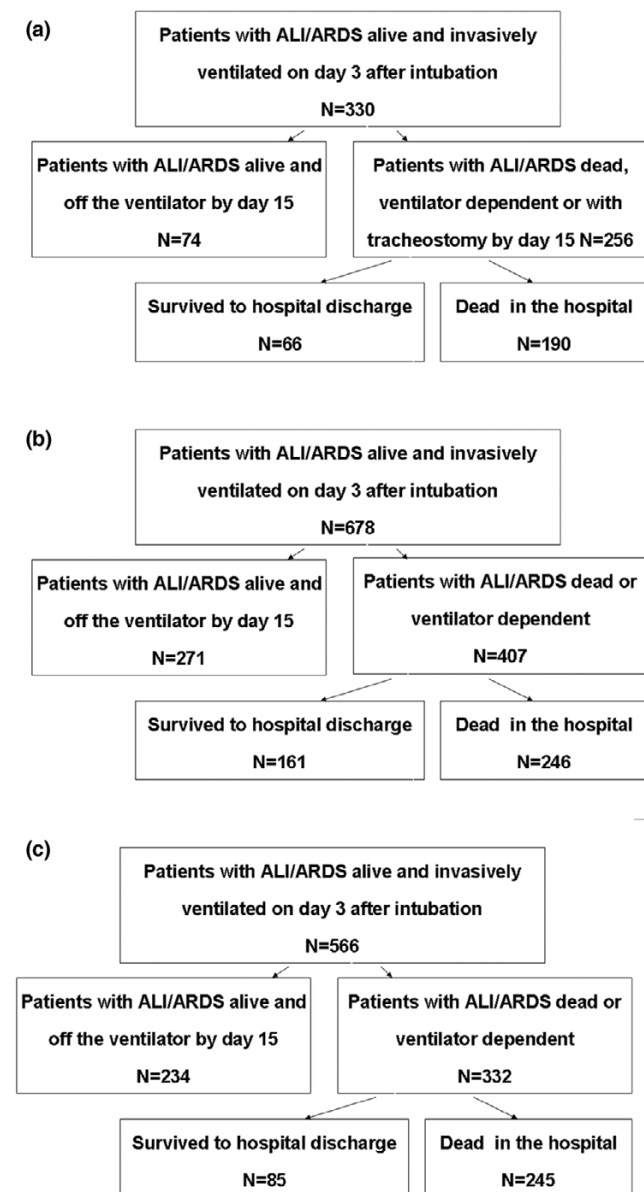 (a)
Patients with ALI/ARDS alive and invasively
ventilated on day 3 after intubation
N=330
Patients with ALI/ARDS alive and
off the ventilator by day 15
N=74
Patients with ALI/ARDS dead,
ventilator dependent or with
tracheostomy by day 15 N=256
Survived to hospital discharge
N=66
Dead in the hospital
N=190
(b)
Patients with ALI/ARDS alive and invasively
ventilated on day 3 after intubation
N=678
Patients with ALI/ARDS alive and
off the ventilator by day 15
N=271
Patients with ALI/ARDS dead or
ventilator dependent
N=407
Survived to hospital discharge
N=161
Dead in the hospital
N=246
(c)
Patients with ALI/ARDS alive and invasively
ventilated on day 3 after intubation
N=566
Patients with ALI/ARDS alive and
off the ventilator by day 15
N=234
Patients with ALI/ARDS dead or
ventilator dependent
N=332
Survived to hospital discharge
N=85
Dead in the hospital
N=245